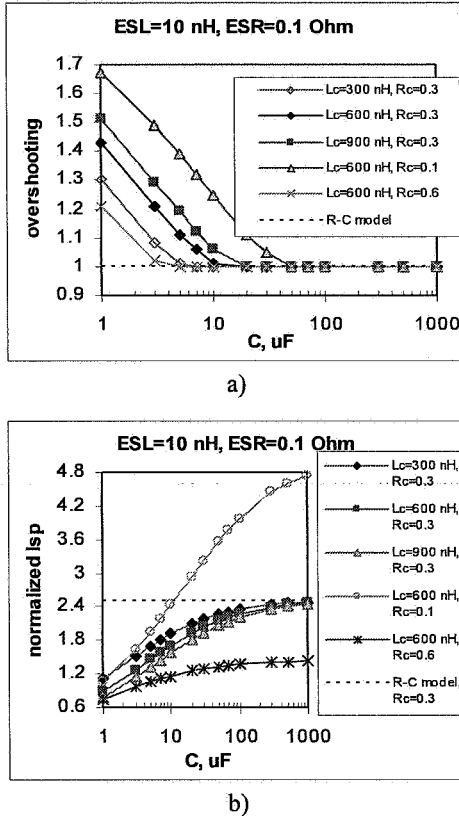 ESL=10 nH, ESR=0.1 Ohm
1.7
1.6
1.5
1.4
1.3
1.2
1.1
1
0.9
overshooting
Lc=300 nH, Rc=0.3
Lc=600 nH, Rc=0.3
Lc=900 nH, Rc=0.3
Lc=600 nH, Rc=0.1
Lc=600 nH, Rc=0.6
R-C model
1 10 100 1000
C, uF
a)
ESL=10 nH, ESR=0.1 Ohm
4.8
4.2
3.6
3
2.4
1.8
1.2
0.6
normalized Isp
Lc=300 nH,
Rc=0.3
Lc=600 nH,
Rc=0.3
Lc=900 nH,
Rc=0.3
Lc=600 nH,
Rc=0.1
Lc=600 nH,
Rc=0.6
R-C model,
Rc=0.3
1 10 100 1000
C, uF
b)